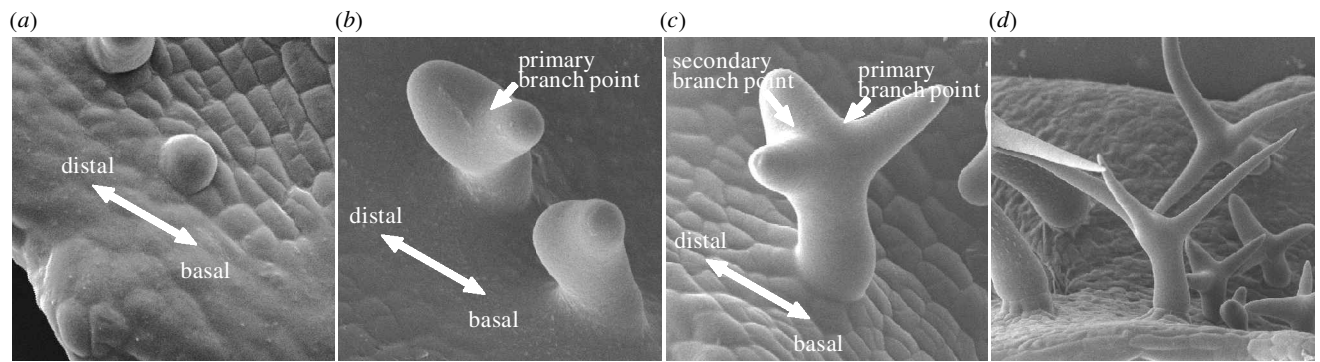 (a)
(b)
(c)
(d)
distal
basal
primary
branch point
distal
basal
secondary
branch point
primary
branch point
distal
basal